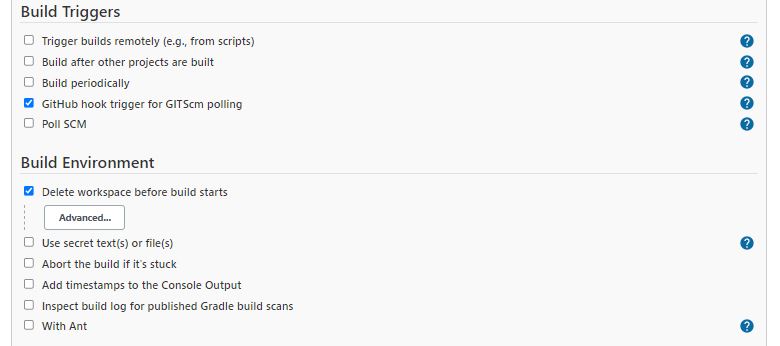 Build Triggers
Trigger builds remotely (e.g., from scripts)
?
Build after other projects are built
?
Build periodically
?
GitHub hook trigger for GITScm polling
?
Poll SCM
?
Build Environment
Delete workspace before build starts
Advanced...
Use secret text(s) or file(s)
?
Abort the build if it's stuck
Add timestamps to the Console Output
Inspect build log for published Gradle build scans
With Ant
?